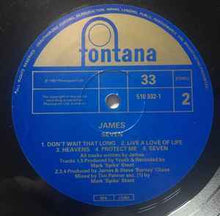 fontana
33
510 932-1
2
JAMES
SEVEN
1. DON'T WAIT THAT LONG 2. LIVE A LOVE OF LIFE
3. HEAVENS 4. PROTECT ME 5. SEVEN
All tracks written by James
Tracks 1,5 Produced by Youth & Recorded by
Mark 'Spike' Stent
2,3,4 Produced by James & Steve 'Barney' Chase
Mixed by Tim Palmer
Mark 'Spike' Stent